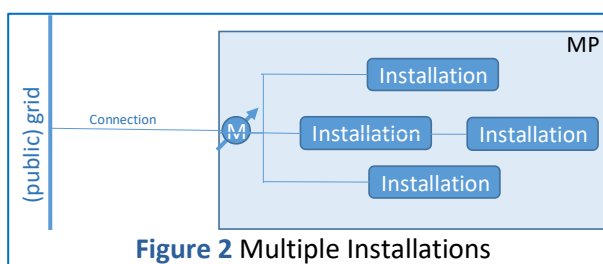 (public) grid
MP
Installation
Connection
M
Installation
Installation
Installation
Figure 2 Multiple Installations